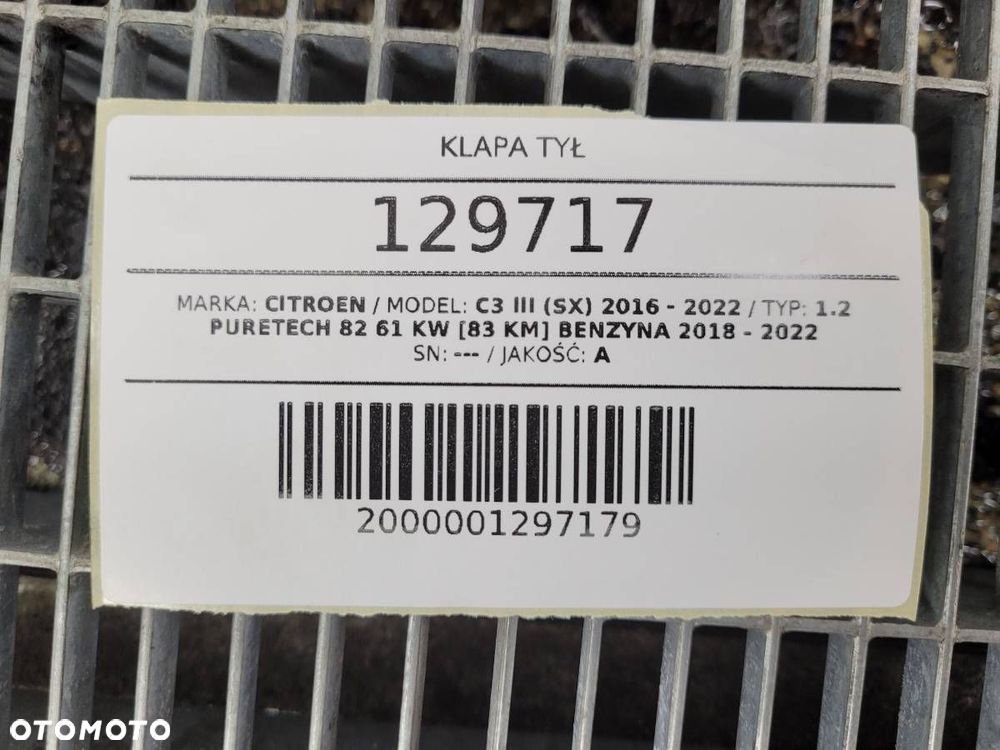 KLAPA TYŁ
129717
MARKA: CITROEN / MODEL: C3 III (SX) 2016 - 2022 / TYP: 1.2
PURETECH 82 61 KW [83 KM] BENZYNA 2018 - 2022
SN: --- / JAKOŚĆ: A
2000001297179
OTOMOTO